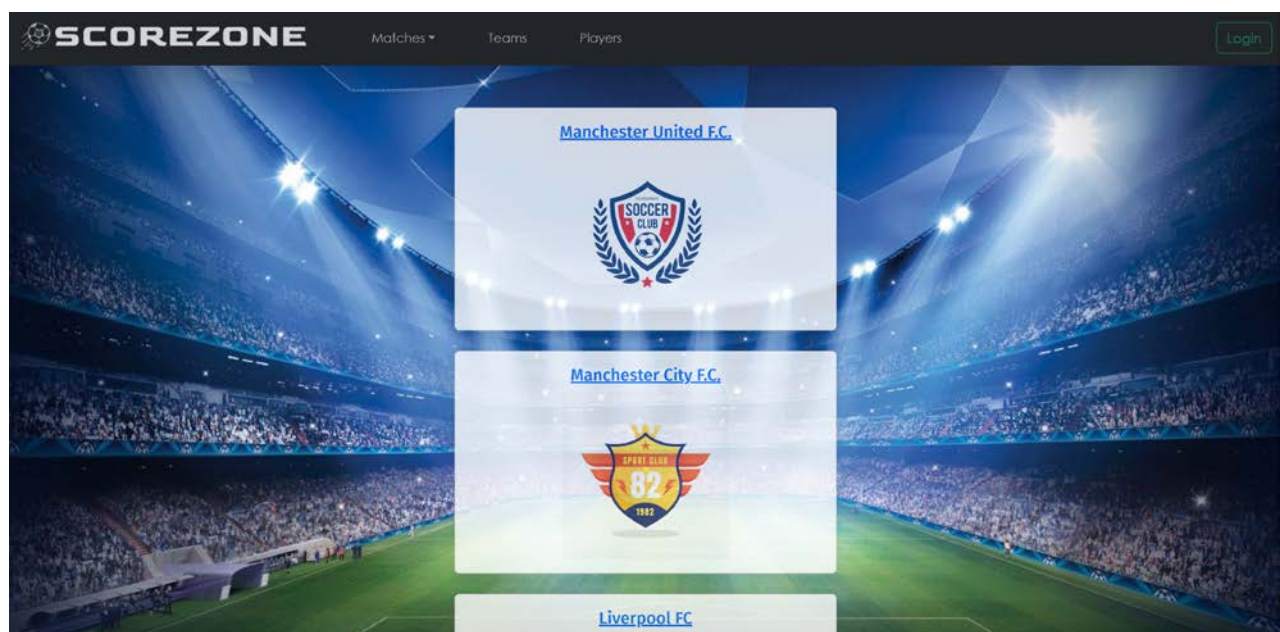 SCOREZONE
Matches
Teams
Players
Login
Manchester United F.C.
SOCCER
CLUB
Manchester City F.C.
SPORT CLUB
82
1982
Liverpool FC